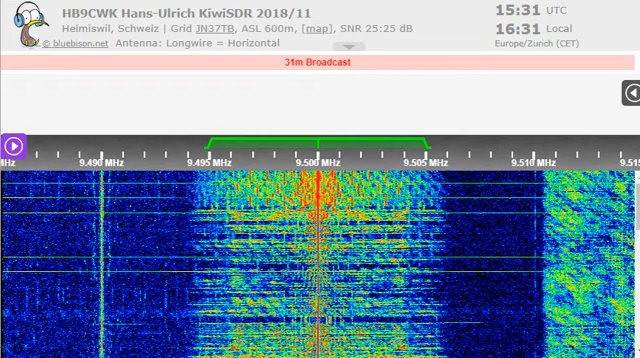 HB9CWK Hans-Ulrich KiwiSDR 2018/11
Heimiswil, Schweiz | Grid JN37TB, ASL 600m, [map], SNR 25:25 dB
© bluebison.net Antenna: Longwire = Horizontal
15:31 UTC
16:31 Local
Europe/Zurich (CET)
31m Broadcast
MHz 9.490 MHz 9.495 MHz 9.500 MHz 9.505 MHz 9.510 MHz 9.515